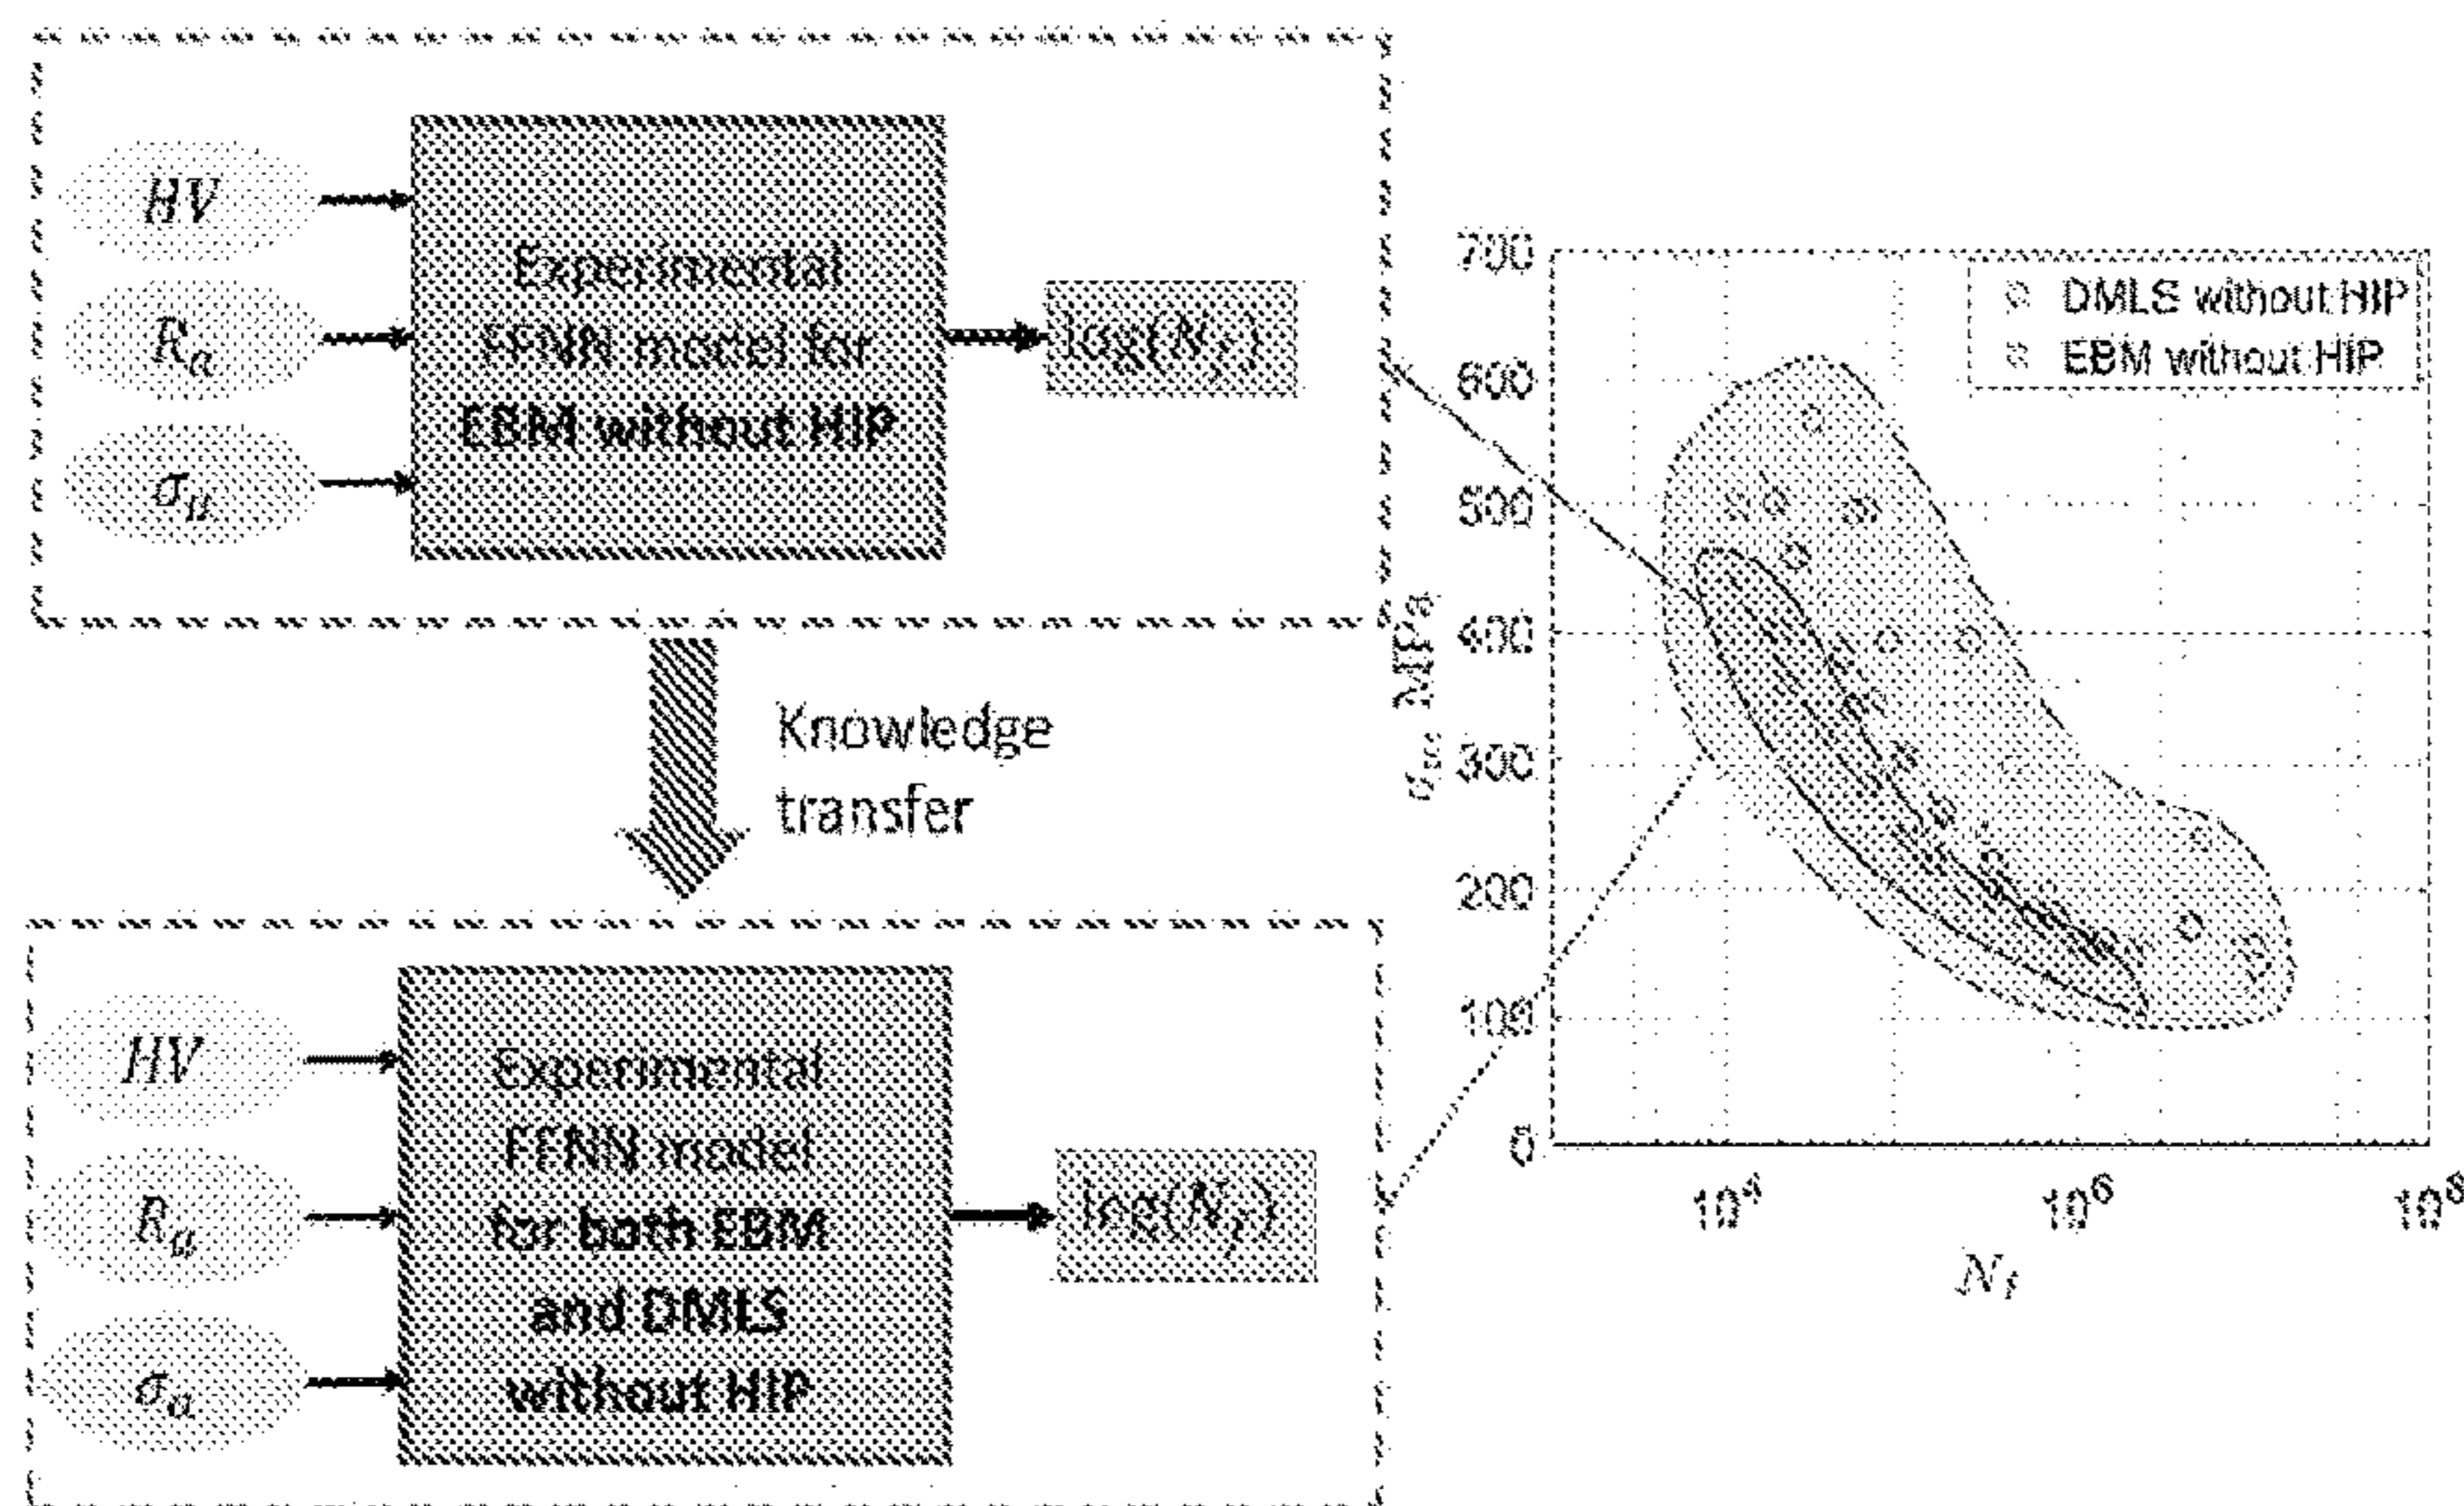 HV
R_a
σ_a
Experimental
FFNN model for
EBM without HIP
log(N_f)
Knowledge
transfer
HV
R_a
σ_a
Experimental
FFNN model
for both EBM
and DMLS
without HIP
log(N_f)
DMLS without HIP
EBM without HIP
700
600
500
400
300
200
100
0
σ_a, MPa
10^4
10^6
10^8
N_f